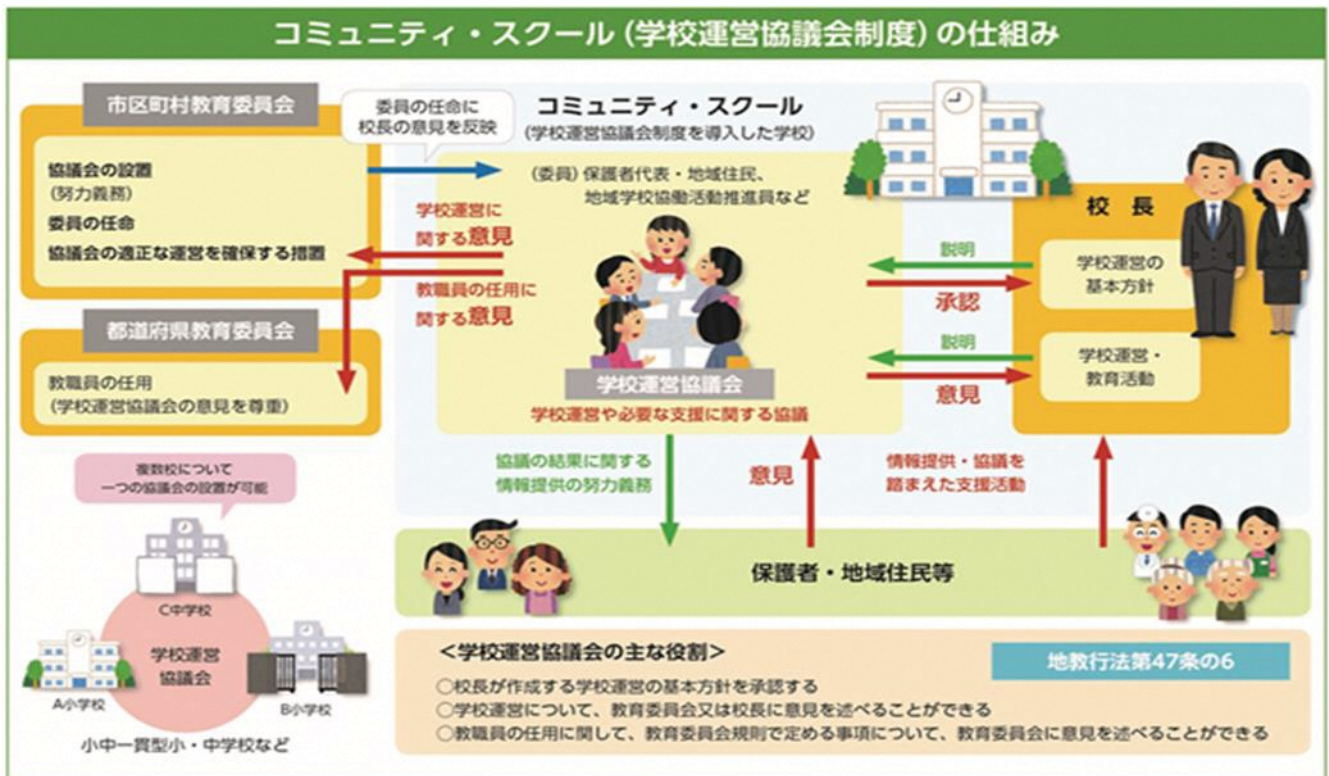 コミュニティ・スクール(学校運営協議会制度)の仕組み
市区町村教育委員会
協議会の設置
(努力義務)
委員の任命
協議会の適正な運営を確保する措置
委員の任命に
校長の意見を反映
コミュニティ・スクール
(学校運営協議会制度を導入した学校)
(委員)保護者代表・地域住民、
地域学校協働活動推進員など
学校運営に
関する意見
教職員の任用に
関する意見
学校運営協議会
学校運営や必要な支援に関する協議
校 長
説明
承認
学校運営の
基本方針
説明
意見
学校運営・
教育活動
都道府県教育委員会
教職員の任用
(学校運営協議会の意見を尊重)
協議の結果に関する
情報提供の努力義務
意見
情報提供・協議を
踏まえた支援活動
保護者・地域住民等
複数校について
一つの協議会の設置が可能
C中学校
学校運営
協議会
A小学校
B小学校
小中一貫型小・中学校など
<学校運営協議会の主な役割>
地教行法第47条の6
○校長が作成する学校運営の基本方針を承認する
○学校運営について、教育委員会又は校長に意見を述べることができる
○教職員の任用に関して、教育委員会規則で定める事項について、教育委員会に意見を述べることができる